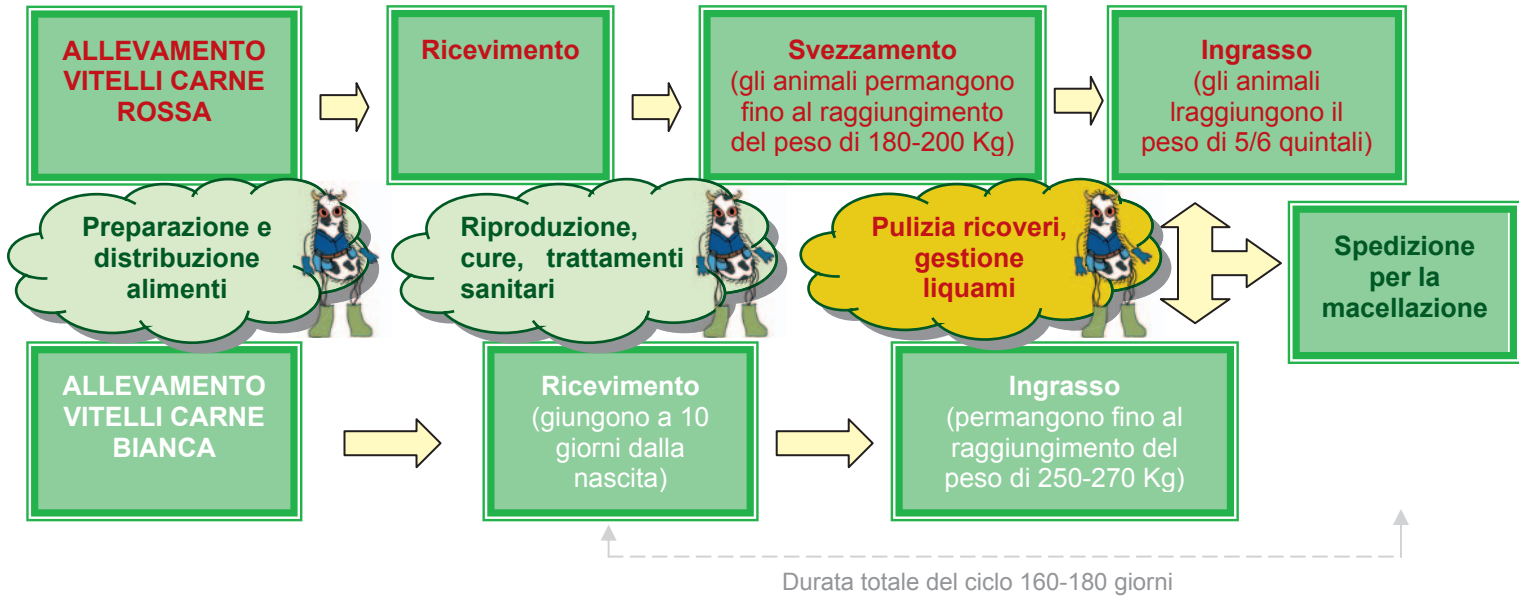 ALLEVAMENTO
VITELLI CARNE
ROSSA
Ricevimento
Svezzamento
(gli animali permangono
fino al raggiungimento
del peso di 180-200 Kg)
Ingrasso
(gli animali
lraggiungono il
peso di 5/6 quintali)
Preparazione e
distribuzione
alimenti
Riproduzione,
cure, trattamenti
sanitari
Pulizia ricoveri,
gestione
liquami
Spedizione
per la
macellazione
ALLEVAMENTO
VITELLI CARNE
BIANCA
Ricevimento
(giungono a 10
giorni dalla
nascita)
Ingrasso
(permangono fino al
raggiungimento del
peso di 250-270 Kg)
Durata totale del ciclo 160-180 giorni